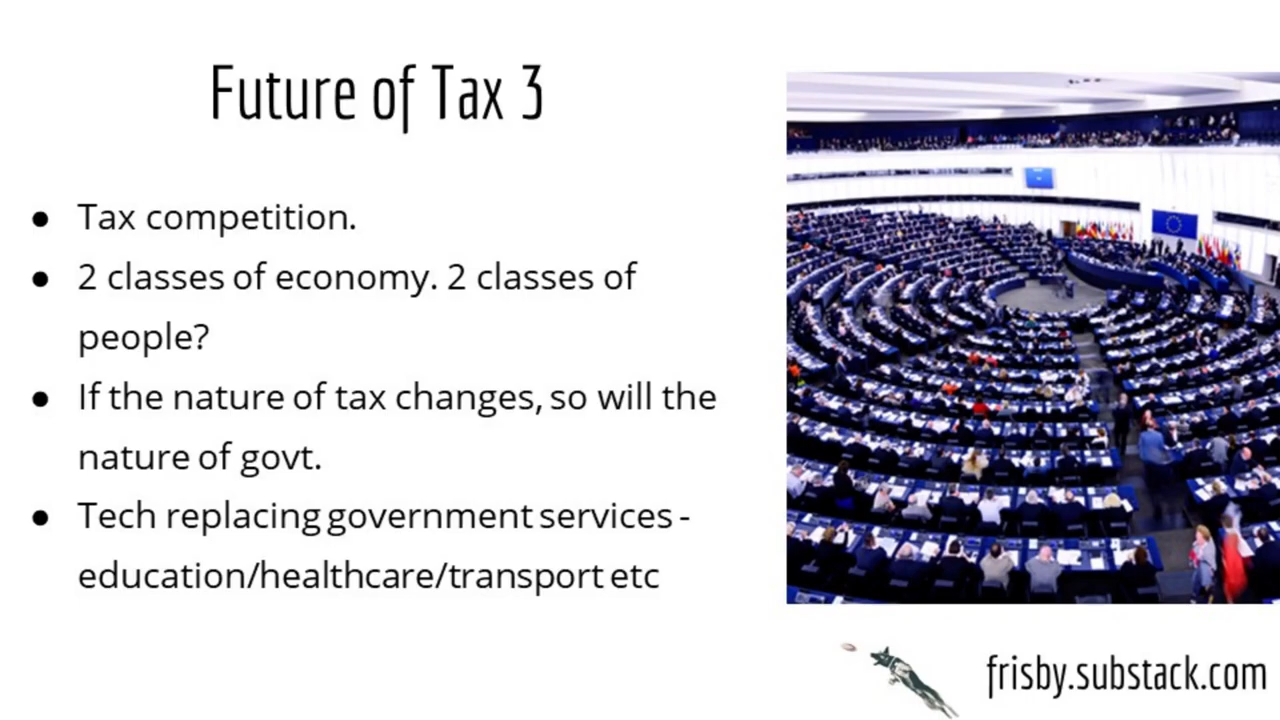 Future of Tax 3
● Tax competition.
● 2 classes of economy. 2 classes of
people?
● If the nature of tax changes, so will the
nature of govt.
● Tech replacing government services -
education/healthcare/transport etc
frisby.substack.com